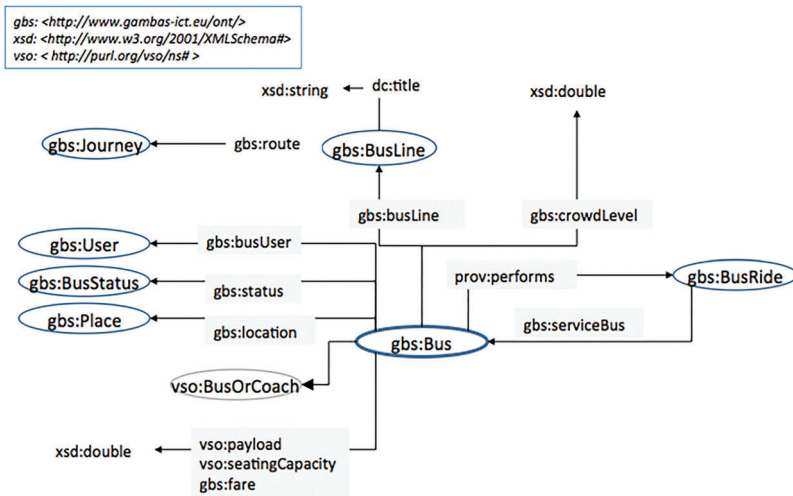 gbs: <http://www.gambas-ict.eu/ont/>
xsd: <http://www.w3.org/2001/XMLSchema#>
vso: < http://purl.org/vso/ns# >
xsd:string
dc:title
xsd:double
gbs:Journey
gbs:route
gbs:BusLine
gbs:busLine
gbs:crowdLevel
gbs:User
gbs:busUser
gbs:BusStatus
gbs:status
prov:performs
gbs:BusRide
gbs:Place
gbs:location
gbs:serviceBus
gbs:Bus
vso:BusOrCoach
xsd:double
vso:payload
vso:seatingCapacity
gbs:fare